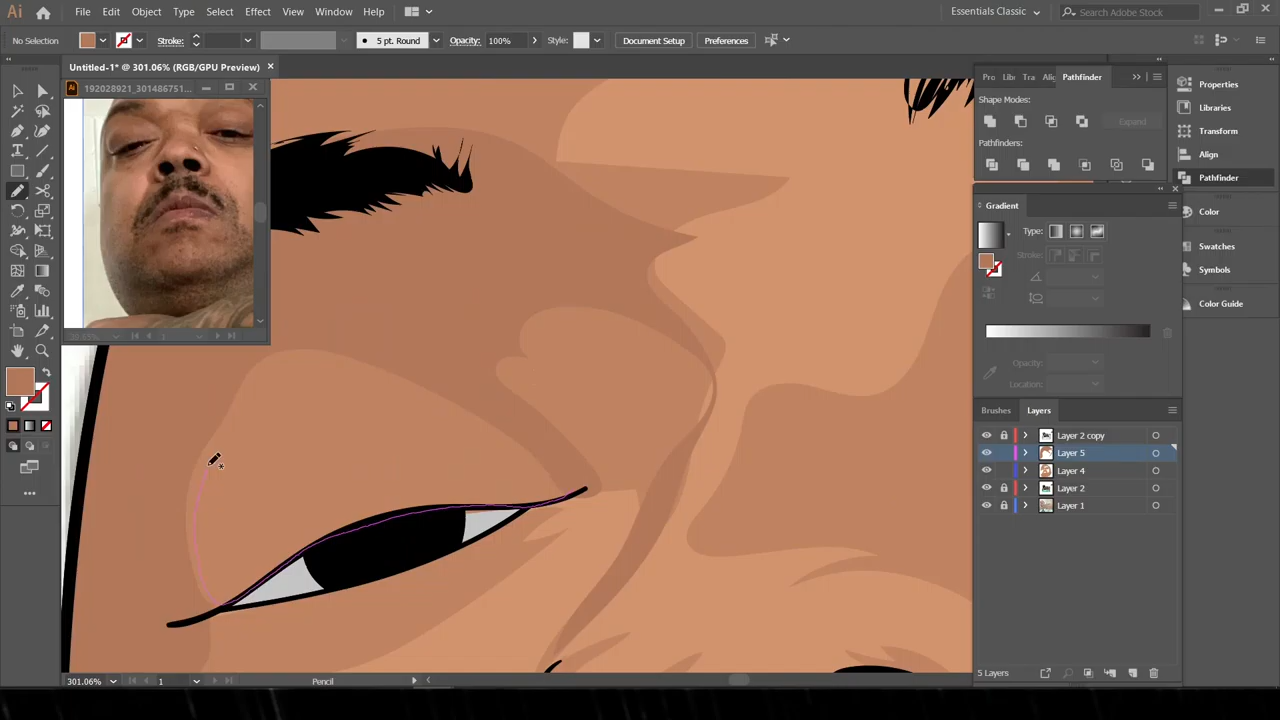 Ai File Edit Object Type Select Effect View Window Help Essentials Classic Search Adobe Stock
No Selection Stroke: 5 pt. Round Opacity: 100% Style: Document Setup Preferences
Untitled-1* @ 301.06% (RGB/GPU Preview)
192028921_301486751...
Pro Libr Tra Alig Pathfinder
Shape Modes:
Expand
Pathfinders:
Properties
Libraries
Transform
Align
Pathfinder
Color
Swatches
Symbols
Color Guide
Gradient
Type:
Stroke:
Opacity:
Location:
Brushes Layers
Layer 2 copy
Layer 5
Layer 4
Layer 2
Layer 1
5 Layers
301.06% 1 Pencil